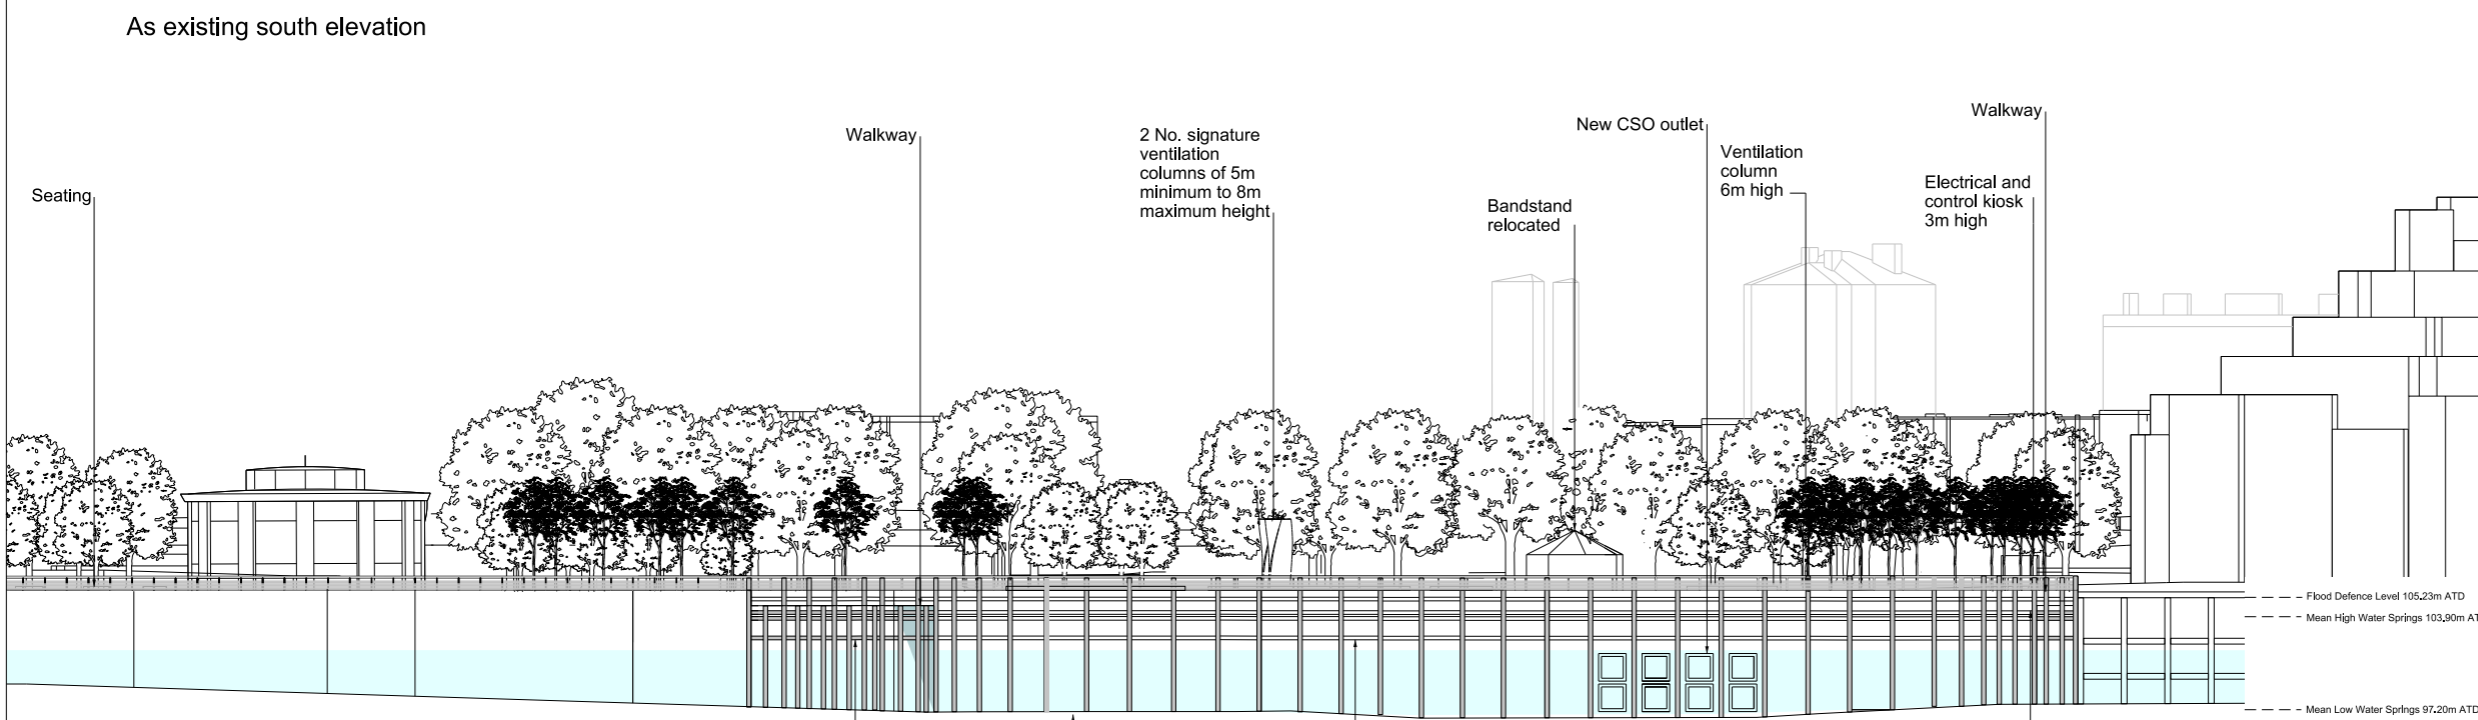 As existing south elevation
Walkway
2 No. signature
ventilation
columns of 5m
minimum to 8m
maximum height
New CSO outlet
Walkway
Ventilation
column
6m high
Electrical and
control kiosk
3m high
Seating
Bandstand
relocated
Flood Defence Level 105.23m ATD
Mean High Water Springs 103.90m AT
Mean Low Water Springs 97.20m ATD